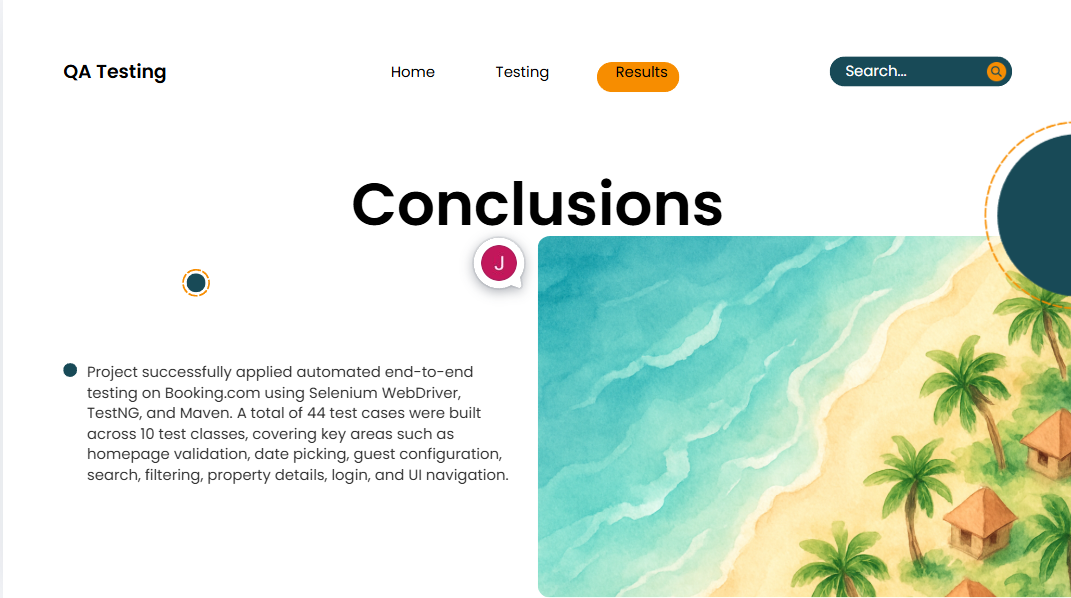 QA Testing
Home
Testing
Results
Search...
Conclusions
J
Project successfully applied automated end-to-end
testing on Booking.com using Selenium WebDriver,
TestNG, and Maven. A total of 44 test cases were built
across 10 test classes, covering key areas such as
homepage validation, date picking, guest configuration,
search, filtering, property details, login, and UI navigation.